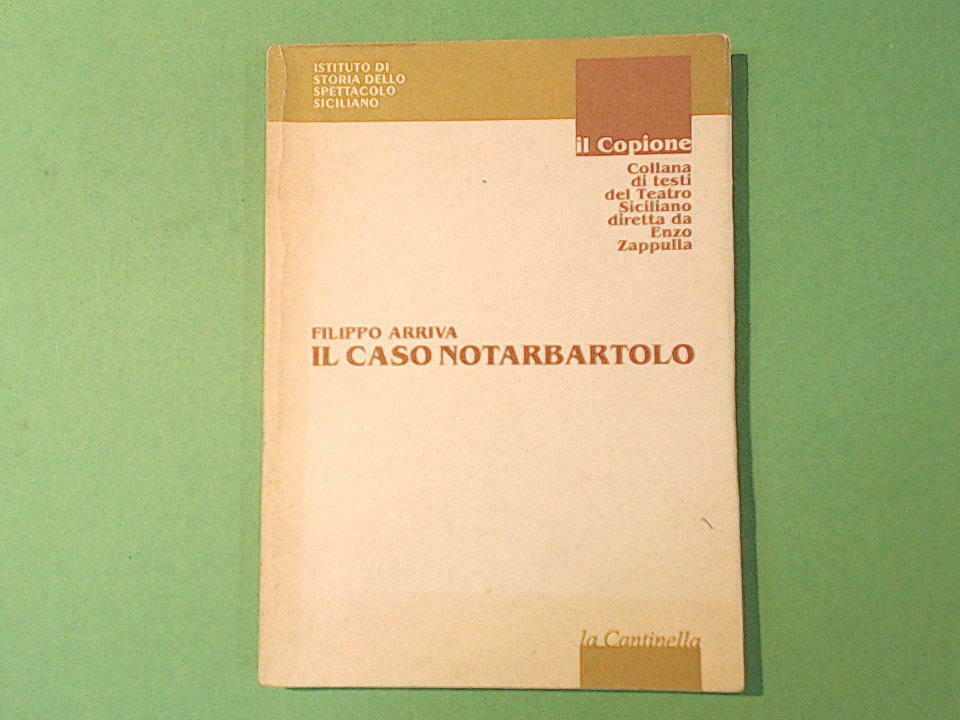 ISTITUTO DI
STORIA DELLO
SPETTACOLO
SICILIANO
il Copione
Collana
di testi
del Teatro
Siciliano
diretta da
Enzo
Zappulla
FILIPPO ARRIVA
IL CASO NOTARBARTOLO
la Cantinella